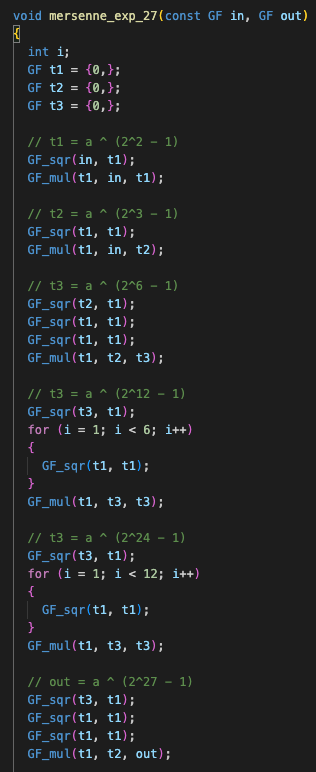 void mersenne_exp_27(const GF in, GF out)
{
int i;
GF t1 = {0,};
GF t2 = {0,};
GF t3 = {0,};
// t1 = a ^ (2^2 - 1)
GF_sqr(in, t1);
GF_mul(t1, in, t1);
// t2 = a ^ (2^3 - 1)
GF_sqr(t1, t1);
GF_mul(t1, in, t2);
// t3 = a ^ (2^6 - 1)
GF_sqr(t2, t1);
GF_sqr(t1, t1);
GF_sqr(t1, t1);
GF_mul(t1, t2, t3);
// t3 = a ^ (2^12 - 1)
GF_sqr(t3, t1);
for (i = 1; i < 6; i++)
{
GF_sqr(t1, t1);
}
GF_mul(t1, t3, t3);
// t3 = a ^ (2^24 - 1)
GF_sqr(t3, t1);
for (i = 1; i < 12; i++)
{
GF_sqr(t1, t1);
}
GF_mul(t1, t3, t3);
// out = a ^ (2^27 - 1)
GF_sqr(t3, t1);
GF_sqr(t1, t1);
GF_sqr(t1, t1);
GF_mul(t1, t2, out);